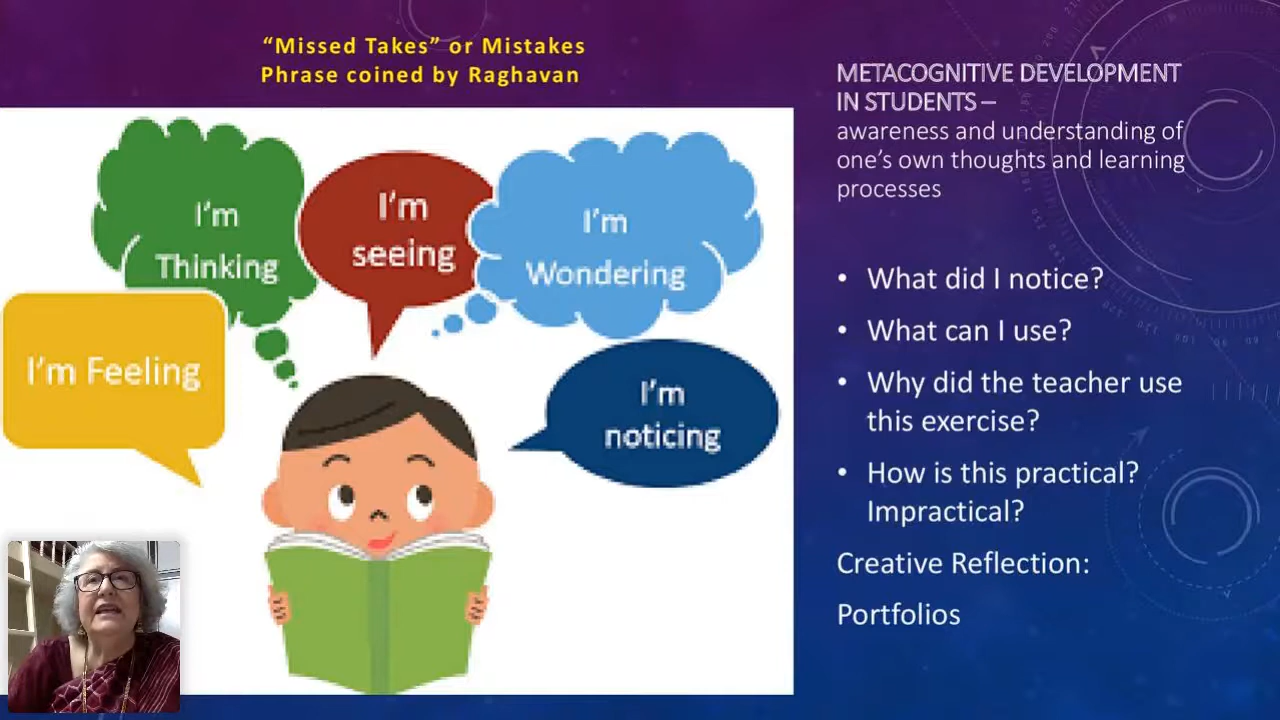 “Missed Takes” or Mistakes
Phrase coined by Raghavan
I’m
Thinking
I’m
seeing
I’m
Wondering
I’m Feeling
I’m
noticing
METACOGNITIVE DEVELOPMENT
IN STUDENTS –
awareness and understanding of
one’s own thoughts and learning
processes
• What did I notice?
• What can I use?
• Why did the teacher use
this exercise?
• How is this practical?
Impractical?
Creative Reflection:
Portfolios